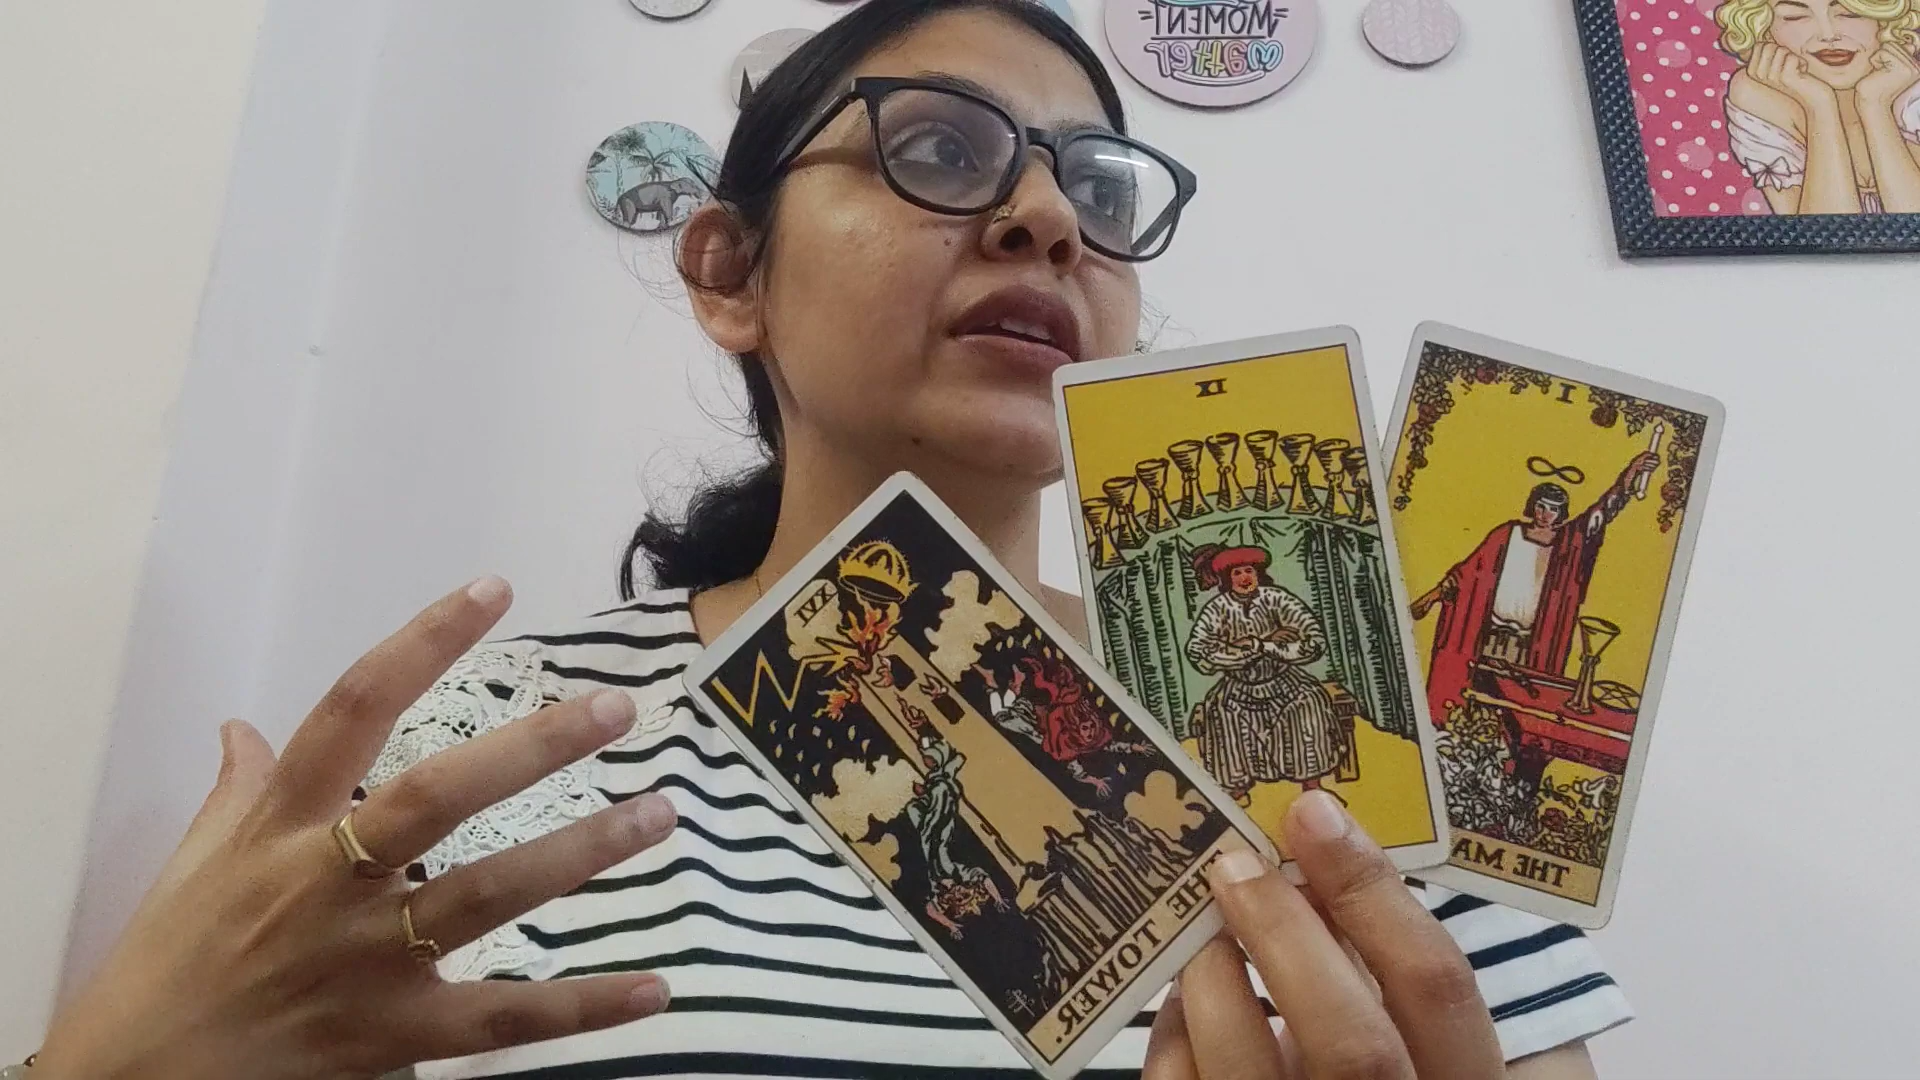 MOMENT
matter
IX
I
XVI
THE MA
THE TOWER.